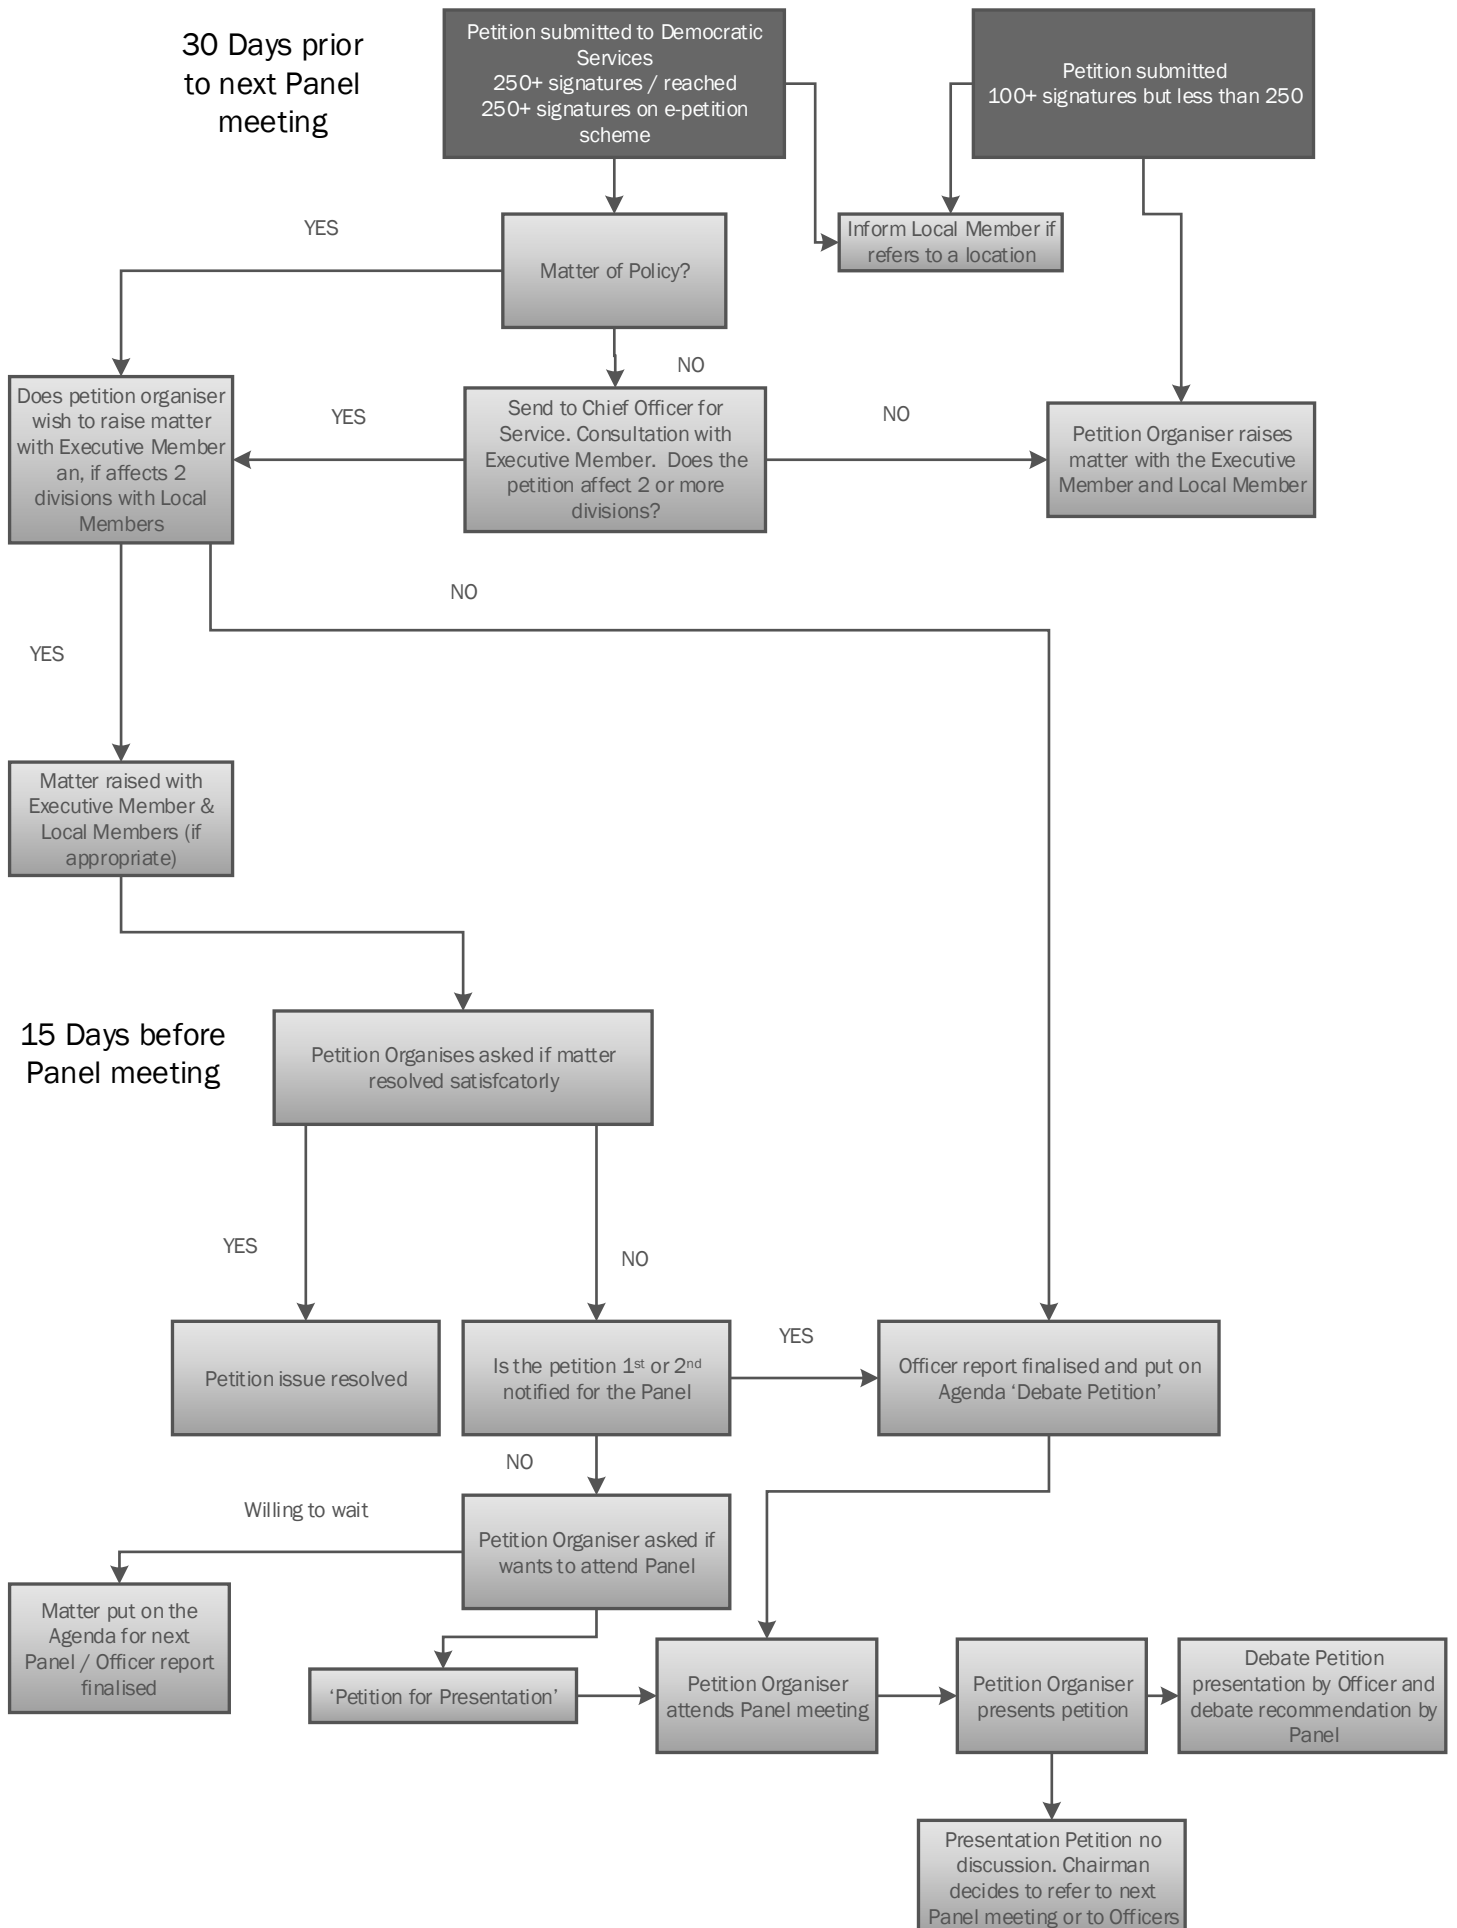 30 Days prior
to next Panel
meeting
Petition submitted to Democratic
Services
250+ signatures / reached
250+ signatures on e-petition
scheme
Petition submitted
100+ signatures but less than 250
YES
Inform Local Member if
refers to a location
Matter of Policy?
NO
Does petition organiser
wish to raise matter
with Executive Member
an, if affects 2
divisions with Local
Members
YES
Send to Chief Officer for
Service. Consultation with
Executive Member. Does the
petition affect 2 or more
divisions?
NO
Petition Organiser raises
matter with the Executive
Member and Local Member
NO
YES
Matter raised with
Executive Member &
Local Members (if
appropriate)
15 Days before
Panel meeting
Petition Organises asked if matter
resolved satisfcatorly
YES
NO
Petition issue resolved
Is the petition 1st or 2nd
notified for the Panel
YES
Officer report finalised and put on
Agenda ‘Debate Petition’
NO
Willing to wait
Petition Organiser asked if
wants to attend Panel
Matter put on the
Agenda for next
Panel / Officer report
finalised
‘Petition for Presentation’
Petition Organiser
attends Panel meeting
Petition Organiser
presents petition
Debate Petition
presentation by Officer and
debate recommendation by
Panel
Presentation Petition no
discussion. Chairman
decides to refer to next
Panel meeting or to Officers